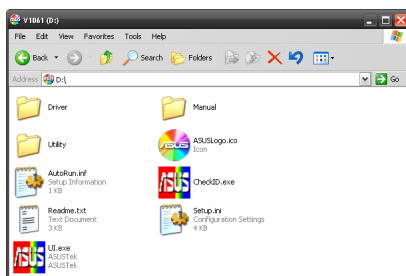 V1061 (D:)
File Edit View Favorites Tools Help
Back Search Folders
Address D:\ Go
Driver Manual
Utility ASUSLogo.ico
Icon
AutoRun.inf
Setup Information
1 KB
CheckID.exe
Readme.txt
Text Document
3 KB
Setup.ini
Configuration Settings
4 KB
UI.exe
ASUSTek
ASUSTek